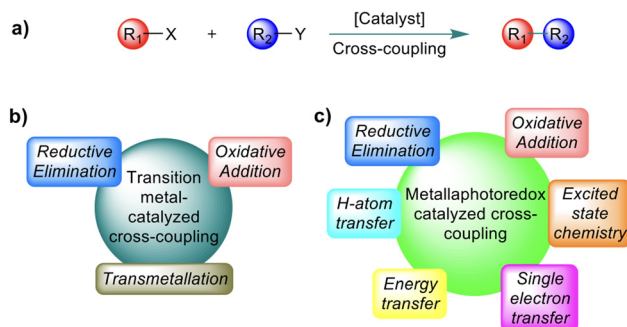 a) R1 X + R2 Y [Catalyst] R1 R2
Cross-coupling
b)
Reductive
Elimination
Oxidative
Addition
Transition
metal-
catalyzed
cross-coupling
Transmetallation
c)
Reductive
Elimination
Oxidative
Addition
H-atom
transfer
Metallaphotoredox
catalyzed cross-
coupling
Excited
state
chemistry
Energy
transfer
Single
electron
transfer